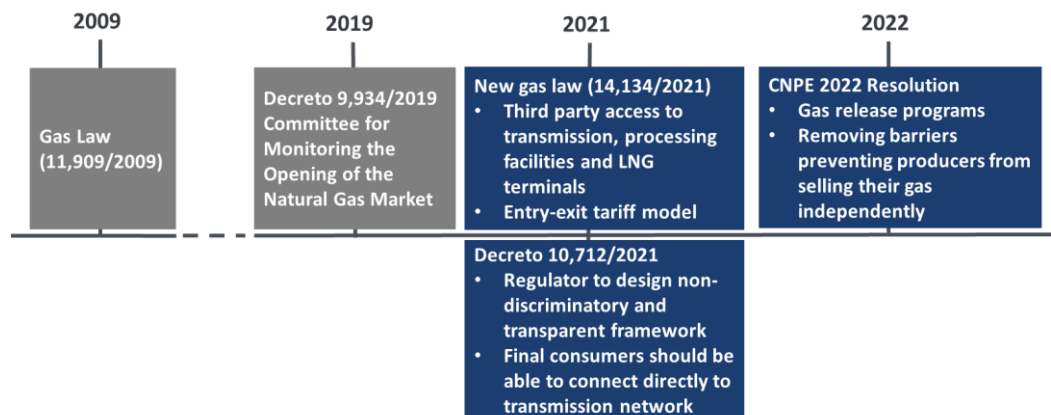 2009
2019
2021
2022
Gas Law
(11,909/2009)
Decreto 9,934/2019
Committee for
Monitoring the
Opening of the
Natural Gas Market
New gas law (14,134/2021)
• Third party access to
transmission, processing
facilities and LNG
terminals
• Entry-exit tariff model
CNPE 2022 Resolution
• Gas release programs
• Removing barriers
preventing producers from
selling their gas
independently
Decreto 10,712/2021
• Regulator to design non-
discriminatory and
transparent framework
• Final consumers should be
able to connect directly to
transmission network